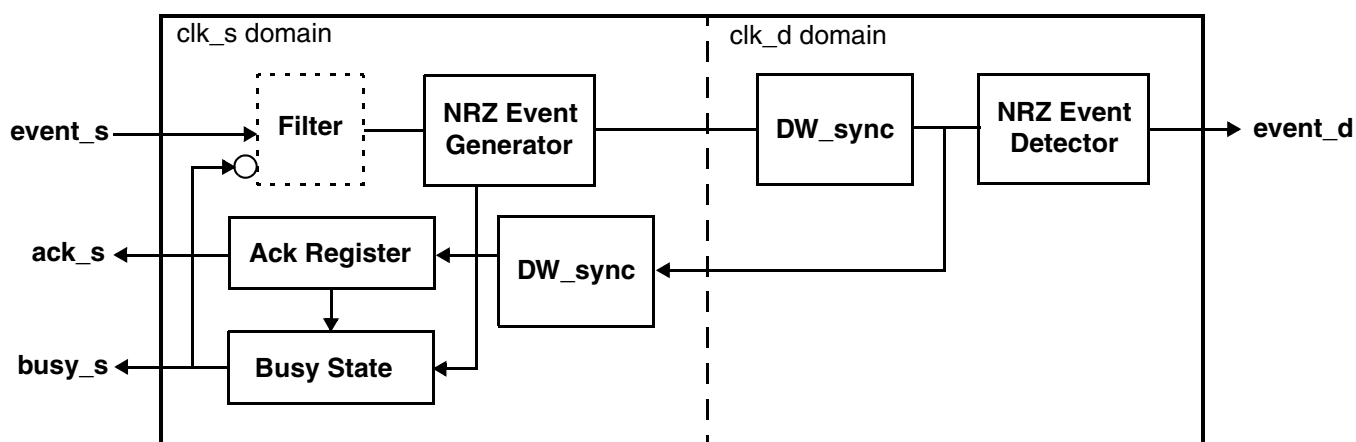 clk_s domain
clk_d domain
event_s
Filter
NRZ Event
Generator
DW_sync
NRZ Event
Detector
event_d
ack_s
Ack Register
DW_sync
busy_s
Busy State